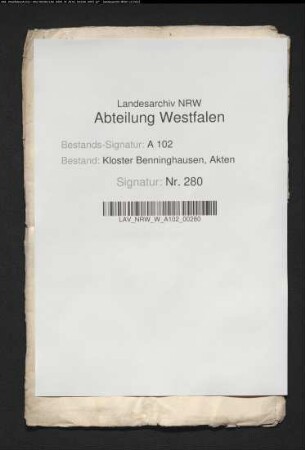 Landesarchiv NRW
Abteilung Westfalen
Bestands-Signatur: A 102
Bestand: Kloster Benninghausen, Akten
Signatur: Nr. 280
LAV_NRW_W_A102_00280